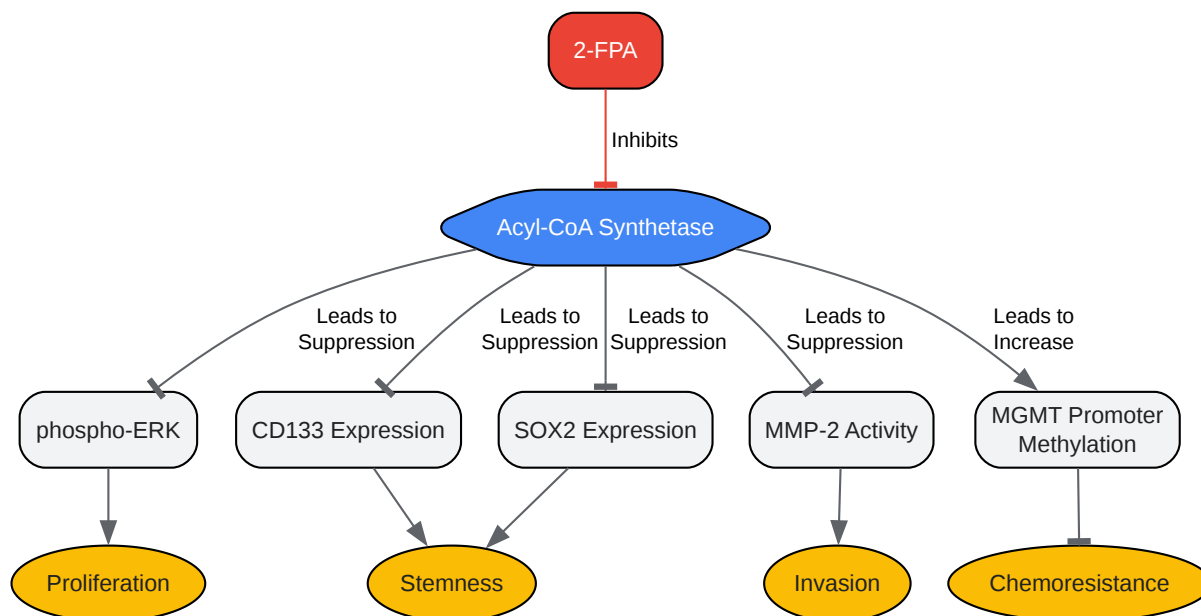 2-FPA
Inhibits
Acyl-CoA Synthetase
Leads to
Suppression
Leads to
Suppression
Leads to
Suppression
Leads to
Suppression
Leads to
Increase
phospho-ERK
CD133 Expression
SOX2 Expression
MMP-2 Activity
MGMT Promoter
Methylation
Proliferation
Stemness
Invasion
Chemoresistance